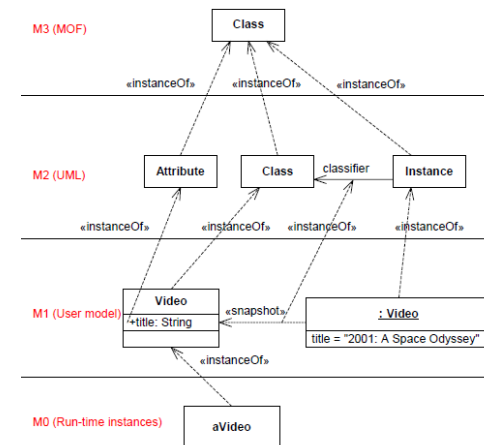 M3 (MOF)
Class
«instanceOf»
«instanceOf»
«instanceOf»
M2 (UML)
Attribute
Class
classifier
Instance
«instanceOf»
«instanceOf»
«instanceOf»
«instanceOf»
M1 (User model)
Video
+title: String
«snapshot»
: Video
title = "2001: A Space Odyssey"
«instanceOf»
M0 (Run-time instances)
aVideo